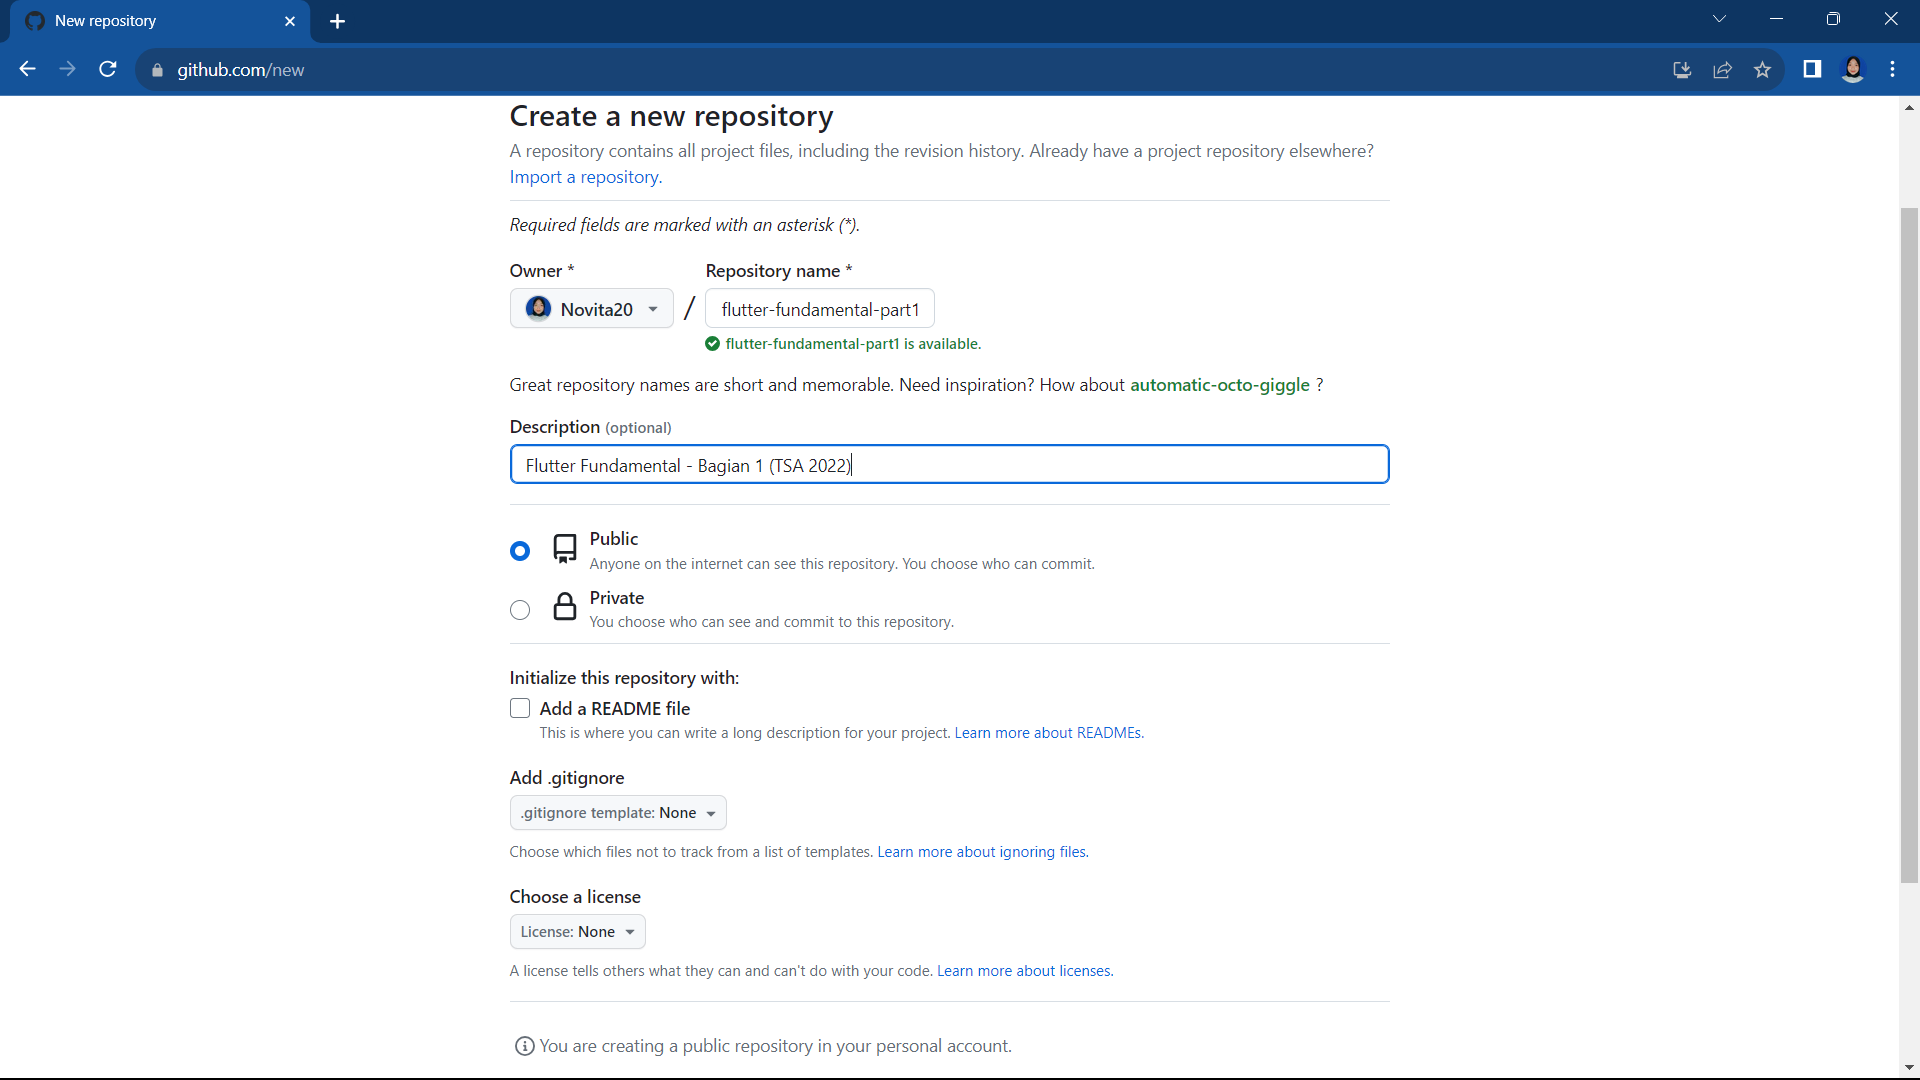 New repository
github.com/new
Create a new repository
A repository contains all project files, including the revision history. Already have a project repository elsewhere?
Import a repository.
Required fields are marked with an asterisk (*).
Owner *
Repository name *
Novita20
/
flutter-fundamental-part1
flutter-fundamental-part1 is available.
Great repository names are short and memorable. Need inspiration? How about automatic-octo-giggle ?
Description (optional)
Flutter Fundamental - Bagian 1 (TSA 2022)
Public
Anyone on the internet can see this repository. You choose who can commit.
Private
You choose who can see and commit to this repository.
Initialize this repository with:
Add a README file
This is where you can write a long description for your project. Learn more about READMEs.
Add .gitignore
.gitignore template: None
Choose which files not to track from a list of templates. Learn more about ignoring files.
Choose a license
License: None
A license tells others what they can and can't do with your code. Learn more about licenses.
You are creating a public repository in your personal account.